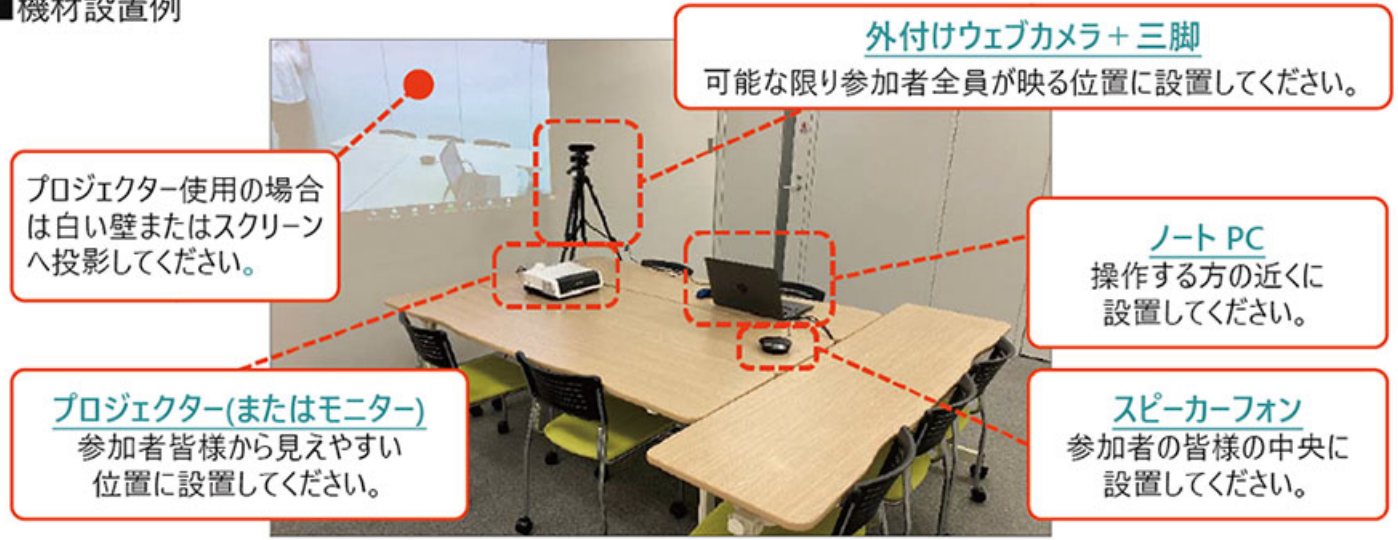 ■機材設置例
外付けウェブカメラ + 三脚
可能な限り参加者全員が映る位置に設置してください。
プロジェクター使用の場合
は白い壁またはスクリーン
へ投影してください。
ノート PC
操作する方の近くに
設置してください。
プロジェクター(またはモニター)
参加者皆様から見えやすい
位置に設置してください。
スピーカーフォン
参加者の皆様の中央に
設置してください。